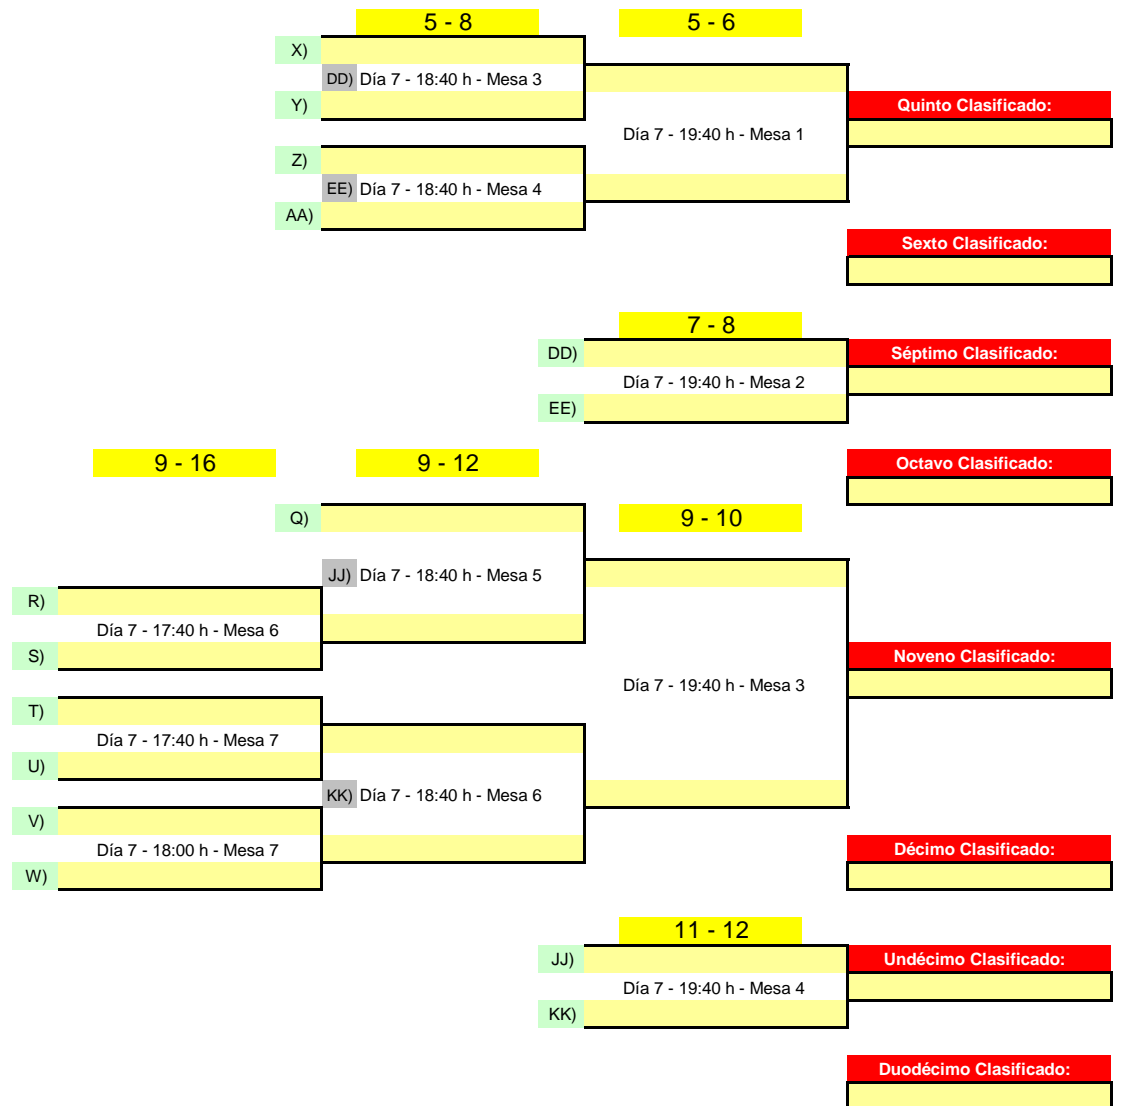 5 - 8 5 - 6
X)
DD) Día 7 - 18:40 h - Mesa 3
Y) Quinto Clasificado:
Día 7 - 19:40 h - Mesa 1
Z)
EE) Día 7 - 18:40 h - Mesa 4
AA)
Sexto Clasificado:
7 - 8
DD) Séptimo Clasificado:
Día 7 - 19:40 h - Mesa 2
EE)
9 - 16 9 - 12 Octavo Clasificado:
Q) 9 - 10
JJ) Día 7 - 18:40 h - Mesa 5
R)
Día 7 - 17:40 h - Mesa 6
S) Noveno Clasificado:
Día 7 - 19:40 h - Mesa 3
T)
Día 7 - 17:40 h - Mesa 7
U)
KK) Día 7 - 18:40 h - Mesa 6
V)
Día 7 - 18:00 h - Mesa 7 Décimo Clasificado:
W)
11 - 12
JJ) Undécimo Clasificado:
Día 7 - 19:40 h - Mesa 4
KK)
Duodécimo Clasificado: